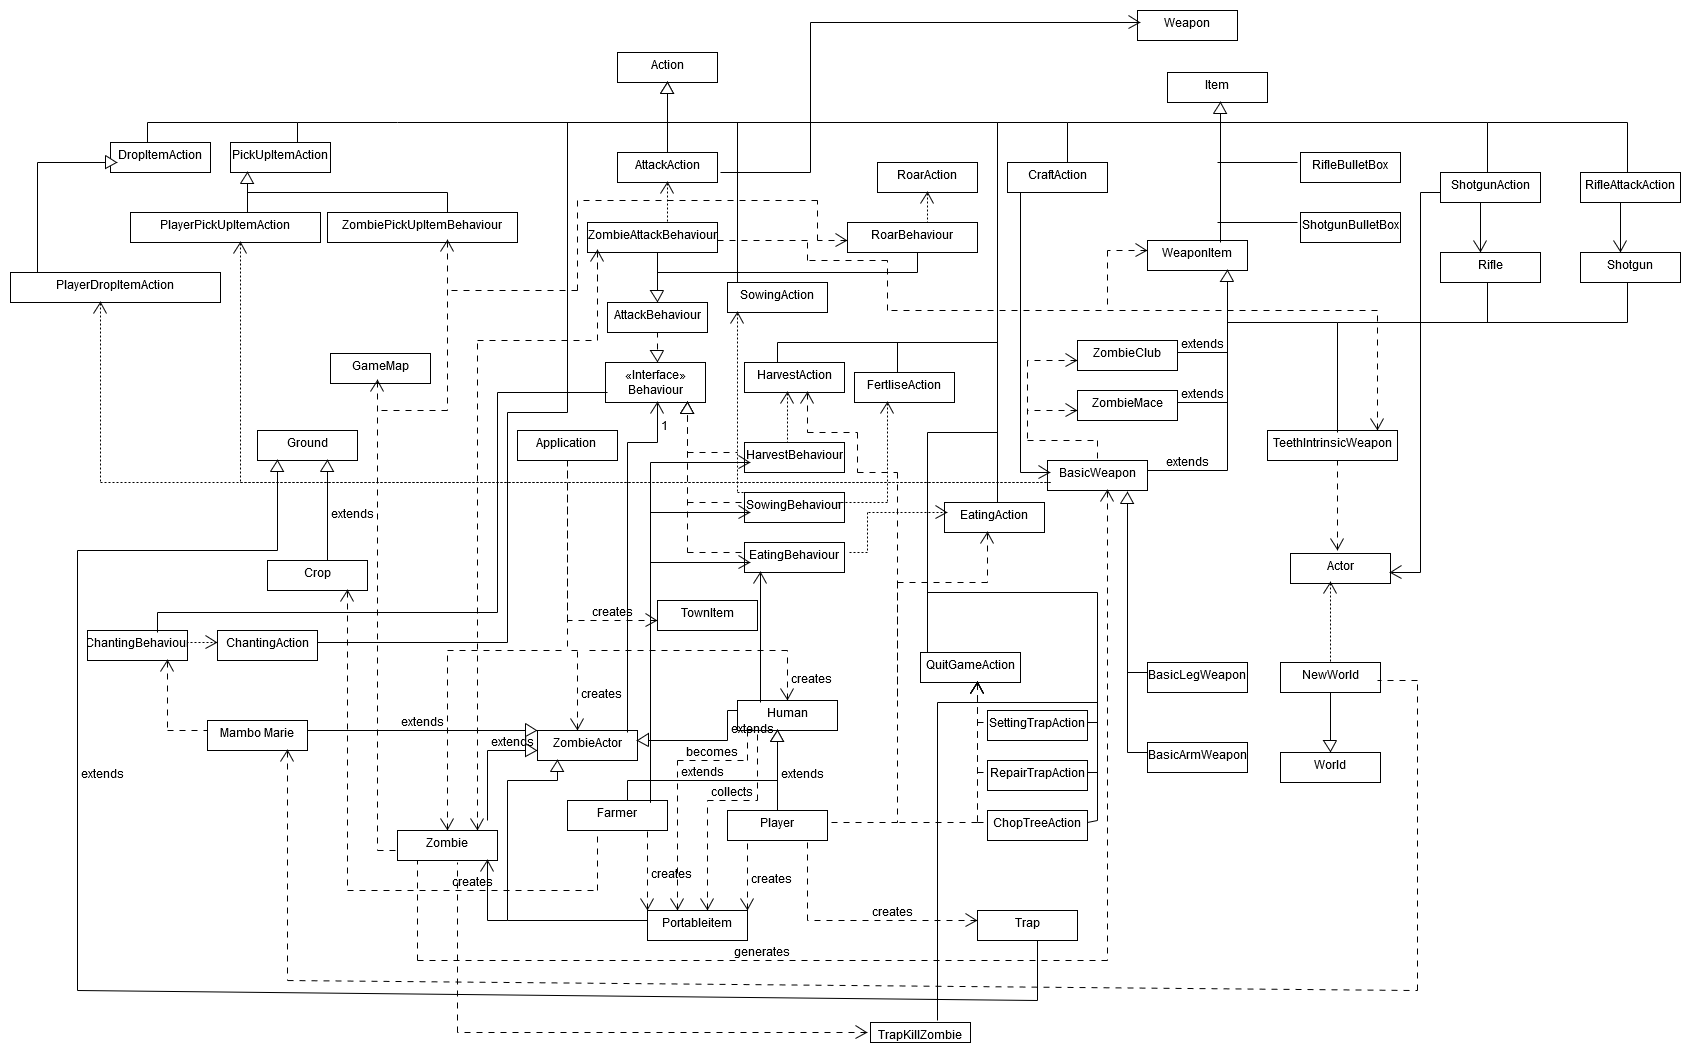 Weapon
Action
Item
DropItemAction
PickUpItemAction
AttackAction
RoarAction
CraftAction
RifleBulletBox
ShotgunAction
RifleAttackAction
PlayerPickUpItemAction
ZombiePickUpItemBehaviour
ZombieAttackBehaviour
RoarBehaviour
ShotgunBulletBox
WeaponItem
Rifle
Shotgun
PlayerDropItemAction
SowingAction
AttackBehaviour
extends
ZombieClub
GameMap
«Interface»
Behaviour
HarvestAction
FertliseAction
extends
ZombieMace
1
Ground
Application
TeethIntrinsicWeapon
HarvestBehaviour
extends
BasicWeapon
extends
SowingBehaviour
EatingAction
EatingBehaviour
Crop
Actor
creates
TownItem
ChantingBehaviour
ChantingAction
QuitGameAction
BasicLegWeapon
NewWorld
creates
creates
Human
extends
extends
Mambo Marie
extends
ZombieActor
SettingTrapAction
becomes
BasicArmWeapon
World
extends
extends
extends
RepairTrapAction
collects
Farmer
Player
ChopTreeAction
Zombie
creates
creates
creates
creates
PortableItem
Trap
generates
TrapKillZombie